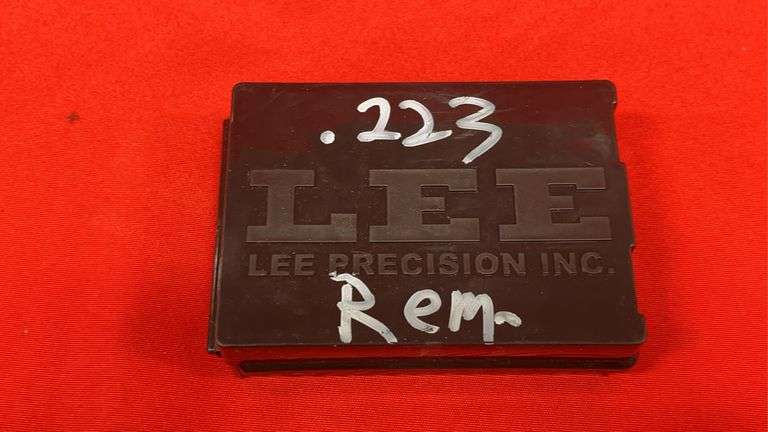 .223
LEE
LEE PRECISION INC.
Rem.